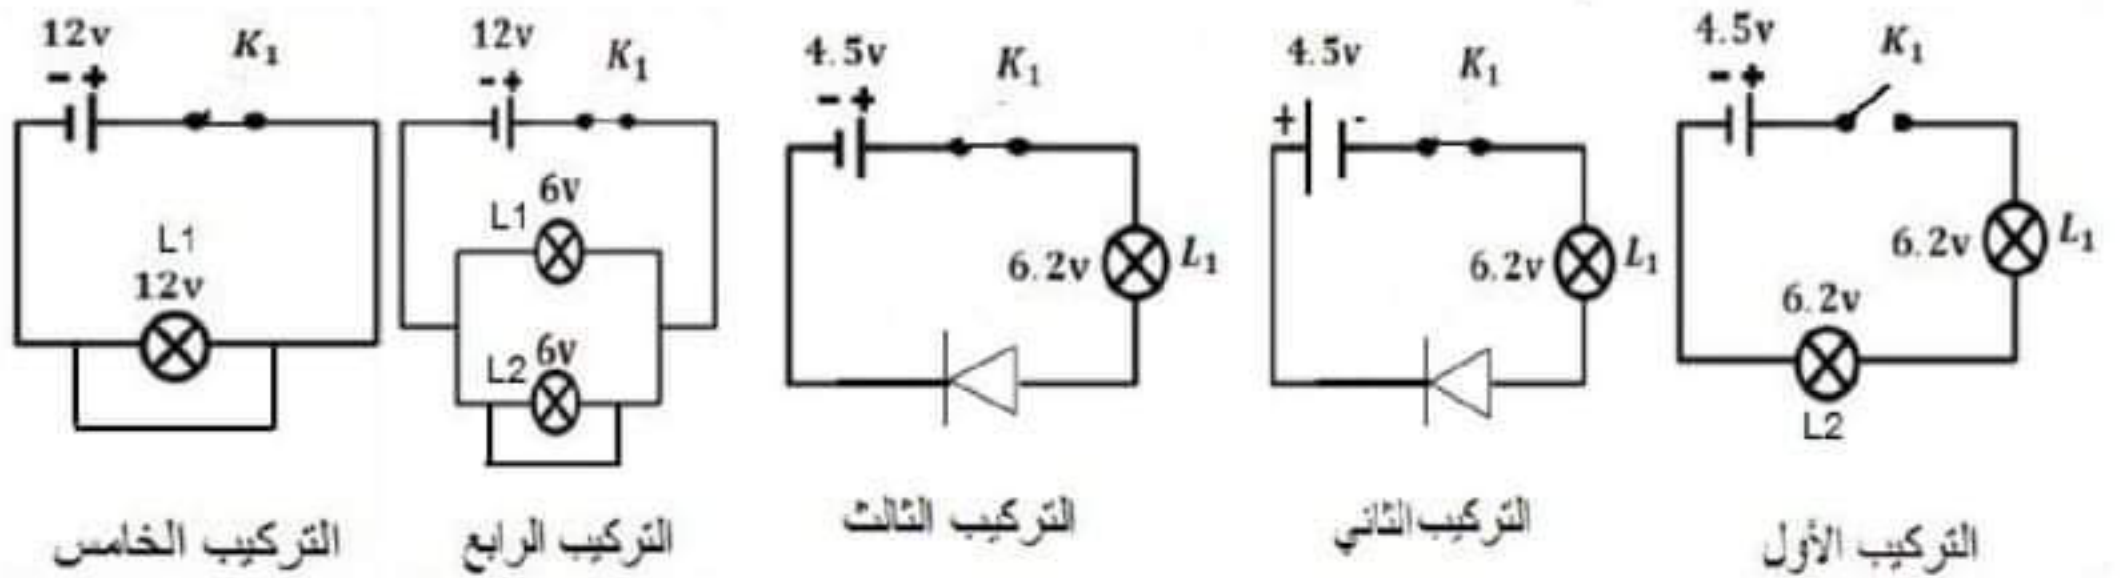 4.5v
- +
K₁
6.2v
L₁
6.2v
L2
التركيب الأول
4.5v
+ -
K₁
6.2v
L₁
التركيب الثاني
4.5v
- +
K₁
6.2v
L₁
التركيب الثالث
12v
- +
K₁
6v
L1
6v
L2
التركيب الرابع
12v
- +
K₁
L1
12v
التركيب الخامس